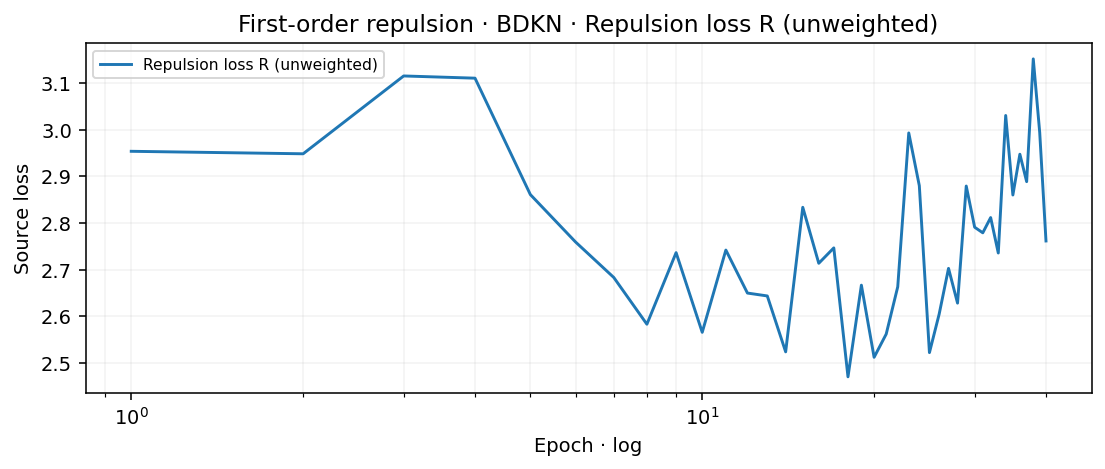 First-order repulsion · BDKN · Repulsion loss R (unweighted)
Repulsion loss R (unweighted)
Source loss
3.1
3.0
2.9
2.8
2.7
2.6
2.5
10⁰
10¹
Epoch · log